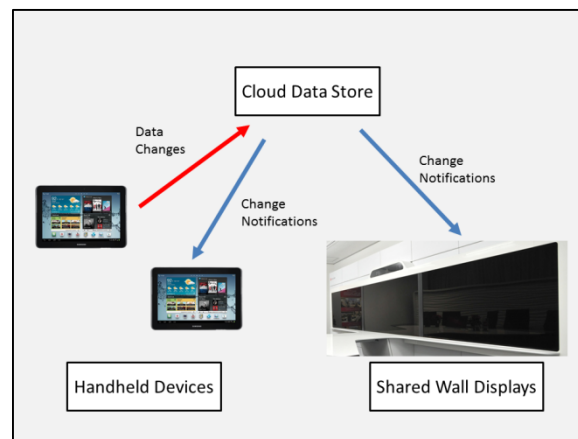 Cloud Data Store
Data
Changes
Change
Notifications
Change
Notifications
Handheld Devices
Shared Wall Displays